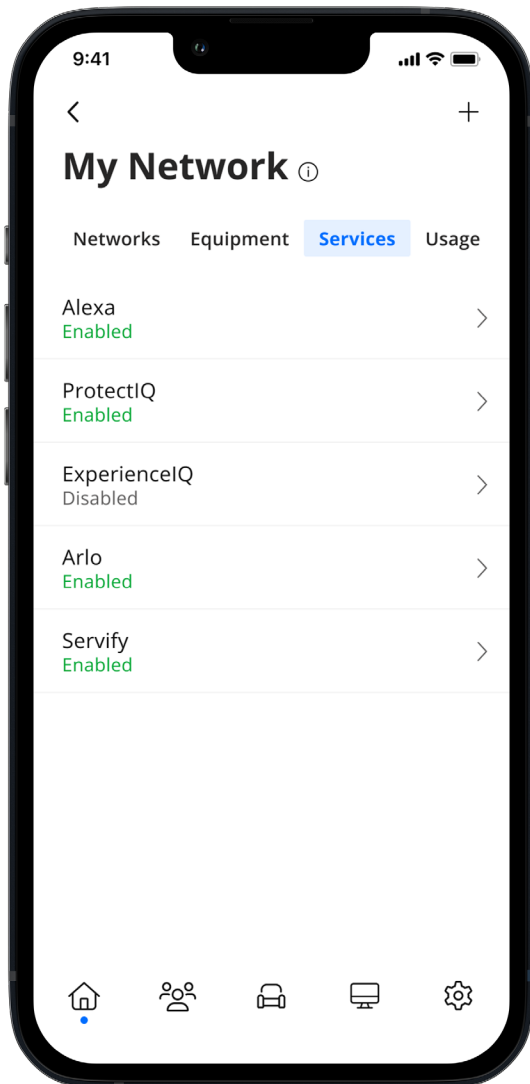 9:41
My Network
Networks Equipment Services Usage
Alexa
Enabled
ProtectIQ
Enabled
ExperienceIQ
Disabled
Arlo
Enabled
Servify
Enabled